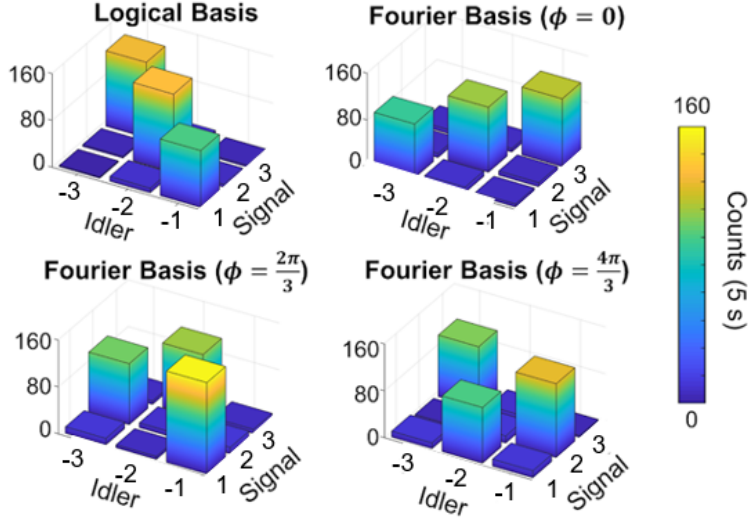 Logical Basis
160
80
0
-3
-2
-1
1
2
3
Idler
Signal
Fourier Basis (ϕ = 0)
160
80
0
-3
-2
-1
1
2
3
Idler
Signal
160
0
Counts (5 s)
Fourier Basis (ϕ = 2π/3)
160
80
0
-3
-2
-1
1
2
3
Idler
Signal
Fourier Basis (ϕ = 4π/3)
160
80
0
-3
-2
-1
1
2
3
Idler
Signal